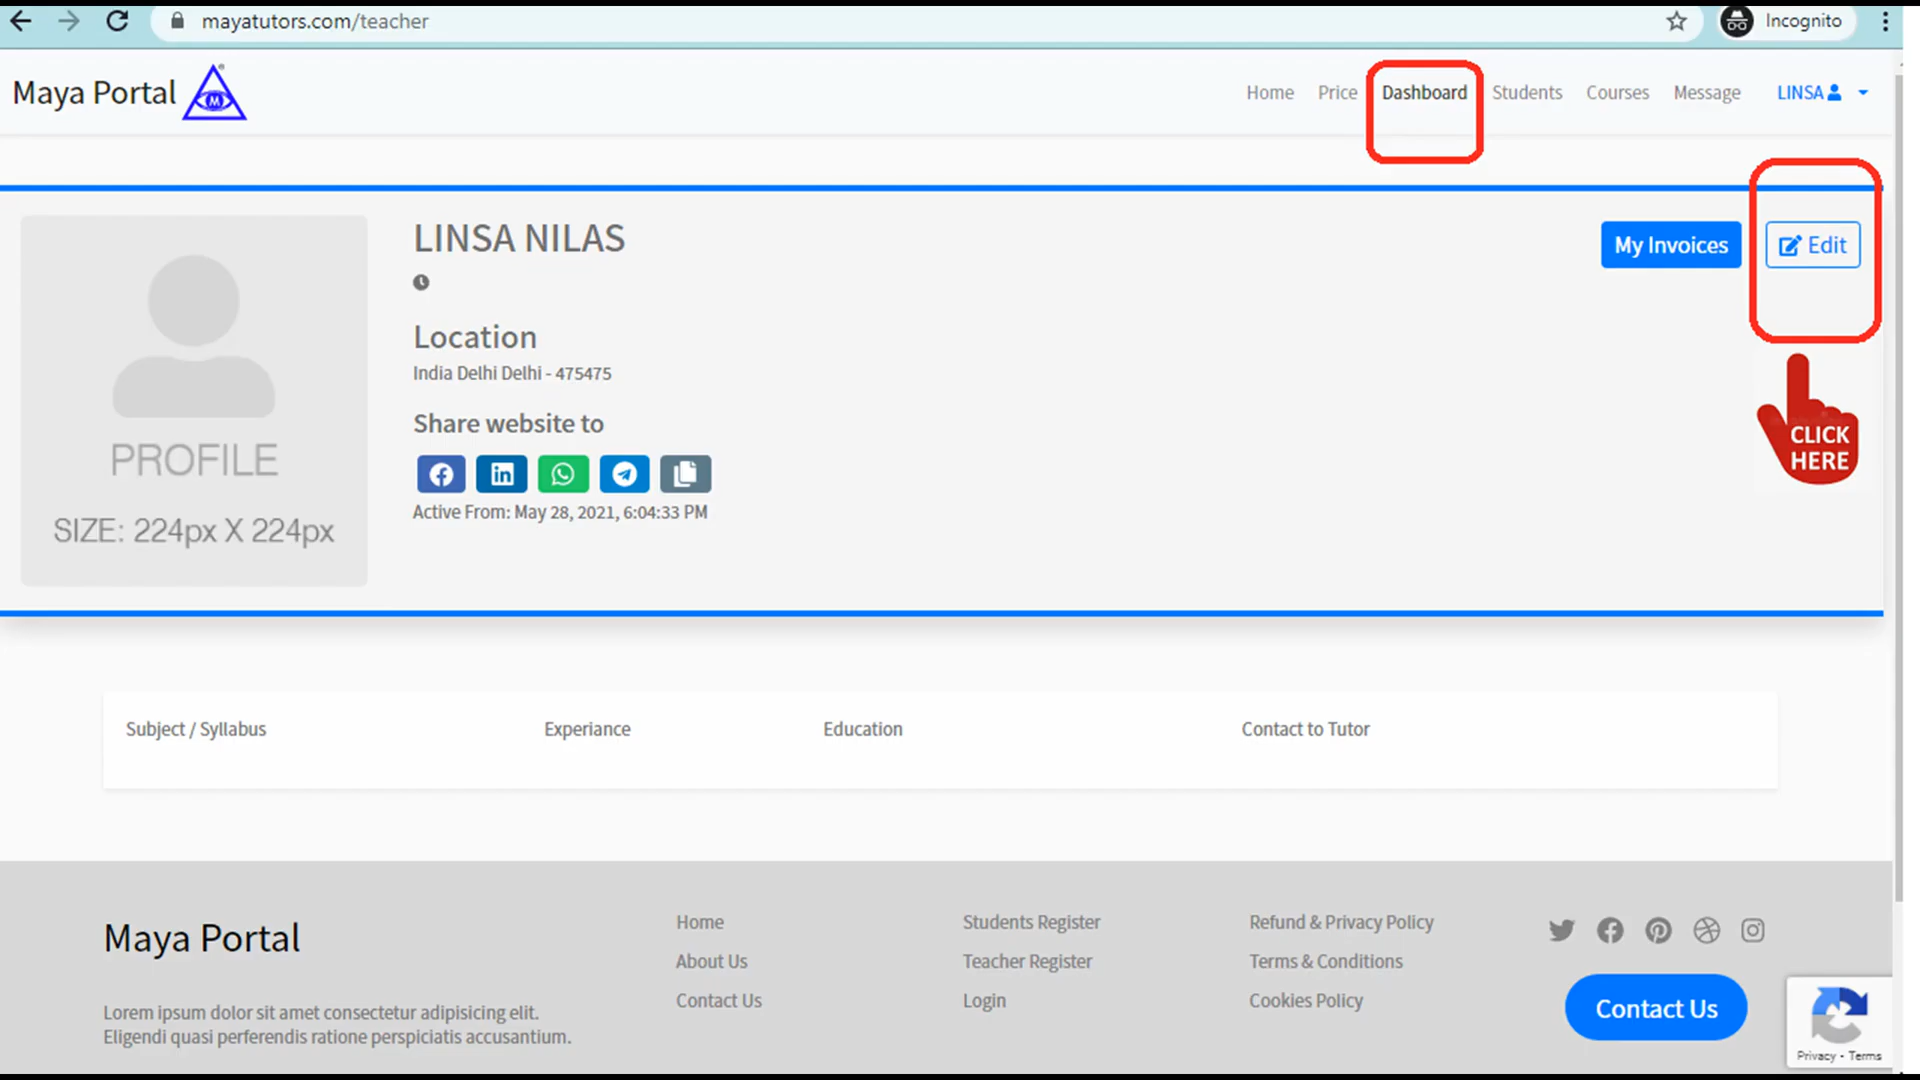 mayatutors.com/teacher
Incognito
Maya Portal
M
Home Price Dashboard Students Courses Message LINSA
LINSA NILAS
My Invoices
Edit
Location
India Delhi Delhi - 475475
Share website to
Active From: May 28, 2021, 6:04:33 PM
PROFILE
SIZE: 224px X 224px
CLICK
HERE
Subject / Syllabus Experiance Education Contact to Tutor
Maya Portal
Lorem ipsum dolor sit amet consectetur adipisicing elit.
Eligendi quasi perferendis ratione perspiciatis accusantium.
Home
About Us
Contact Us
Students Register
Teacher Register
Login
Refund & Privacy Policy
Terms & Conditions
Cookies Policy
Contact Us
Privacy - Terms